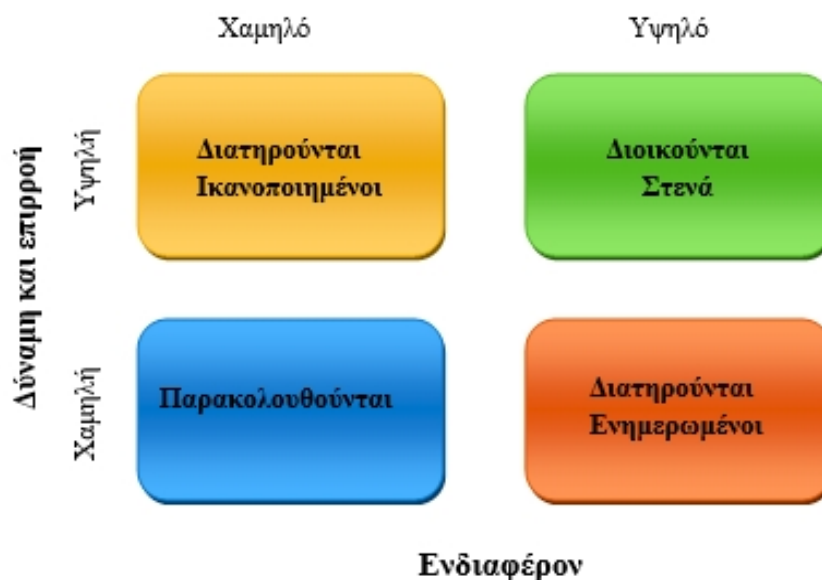 Χαμηλό
Υψηλό
Δύναμη και επιρροή
Υψηλή
Διατηρούνται
Ικανοποιημένοι
Διοικούνται
Στενά
Χαμηλή
Παρακολουθούνται
Διατηρούνται
Ενημερωμένοι
Ενδιαφέρον